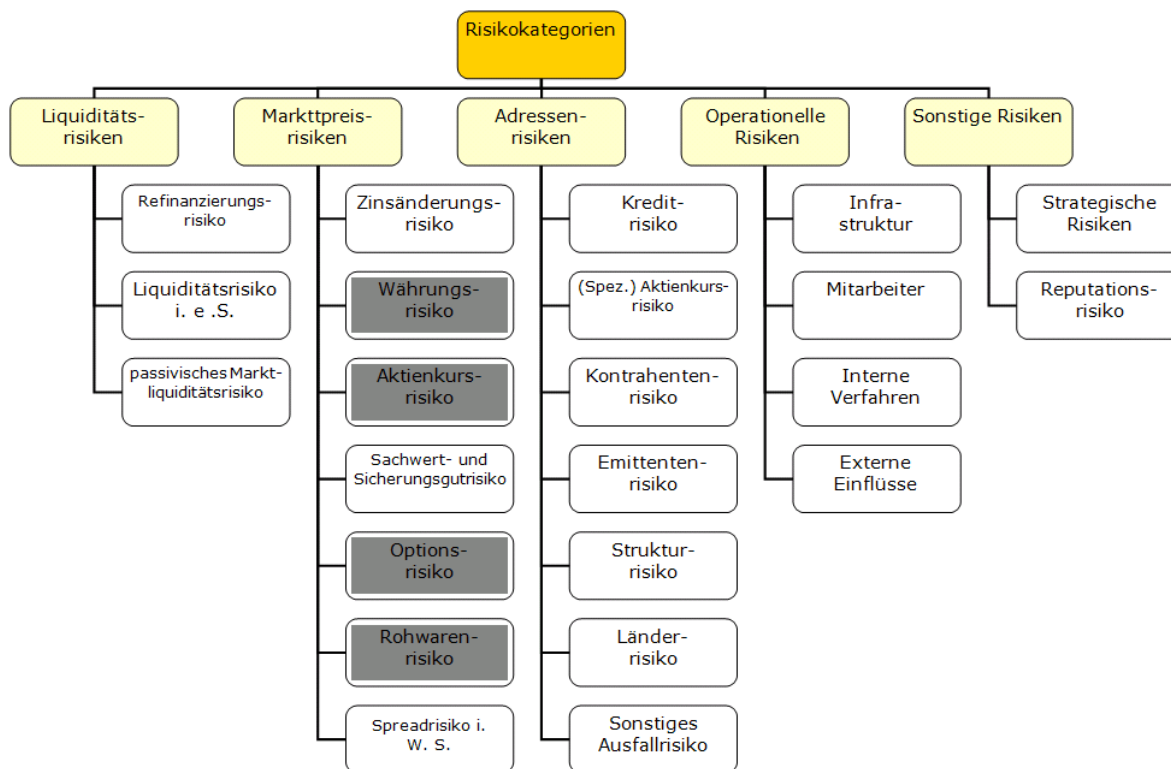 Risikokategorien
Liquiditäts-
risiken
Markttpreis-
risiken
Adressen-
risiken
Operationelle
Risiken
Sonstige Risiken
Refinanzierungs-
risiko
Liquiditätsrisiko
i. e .S.
passivisches Markt-
liquiditätsrisiko
Zinsänderungs-
risiko
Währungs-
risiko
Aktienkurs-
risiko
Sachwert- und
Sicherungsgutrisiko
Options-
risiko
Rohwaren-
risiko
Spreadrisiko i.
W. S.
Kredit-
risiko
(Spez.) Aktienkurs-
risiko
Kontrahenten-
risiko
Emittenten-
risiko
Struktur-
risiko
Länder-
risiko
Sonstiges
Ausfallrisiko
Infra-
struktur
Mitarbeiter
Interne
Verfahren
Externe
Einflüsse
Strategische
Risiken
Reputations-
risiko